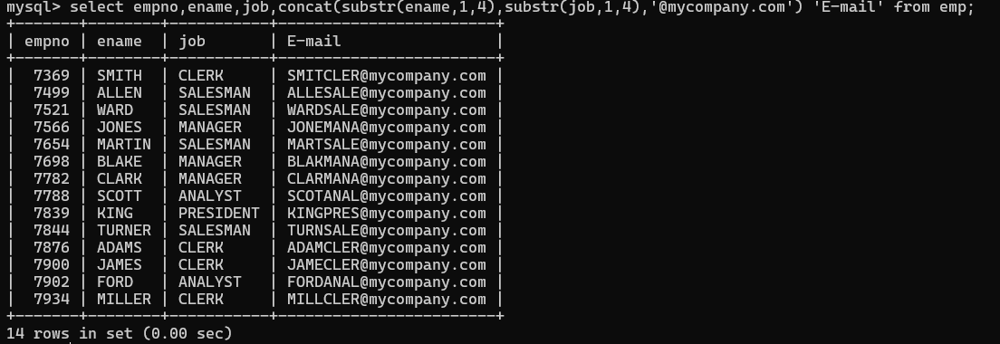 mysql> select empno,ename,job,concat(substr(ename,1,4),substr(job,1,4),'@mycompany.com') 'E-mail' from emp;
+-------+--------+-----------+------------------------+
| empno | ename  | job       | E-mail                 |
+-------+--------+-----------+------------------------+
|  7369 | SMITH  | CLERK     | SMITCLER@mycompany.com |
|  7499 | ALLEN  | SALESMAN  | ALLESALE@mycompany.com |
|  7521 | WARD   | SALESMAN  | WARDSALE@mycompany.com |
|  7566 | JONES  | MANAGER   | JONEMANA@mycompany.com |
|  7654 | MARTIN | SALESMAN  | MARTSALE@mycompany.com |
|  7698 | BLAKE  | MANAGER   | BLAKMANA@mycompany.com |
|  7782 | CLARK  | MANAGER   | CLARMANA@mycompany.com |
|  7788 | SCOTT  | ANALYST   | SCOTANAL@mycompany.com |
|  7839 | KING   | PRESIDENT | KINGPRES@mycompany.com |
|  7844 | TURNER | SALESMAN  | TURNSALE@mycompany.com |
|  7876 | ADAMS  | CLERK     | ADAMCLER@mycompany.com |
|  7900 | JAMES  | CLERK     | JAMECLER@mycompany.com |
|  7902 | FORD   | ANALYST   | FORDANAL@mycompany.com |
|  7934 | MILLER | CLERK     | MILLCLER@mycompany.com |
+-------+--------+-----------+------------------------+
14 rows in set (0.00 sec)